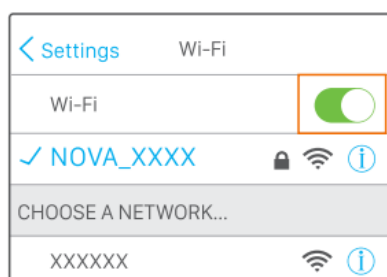 Settings Wi-Fi
Wi-Fi
NOVA_XXXX
CHOOSE A NETWORK...
XXXXXX